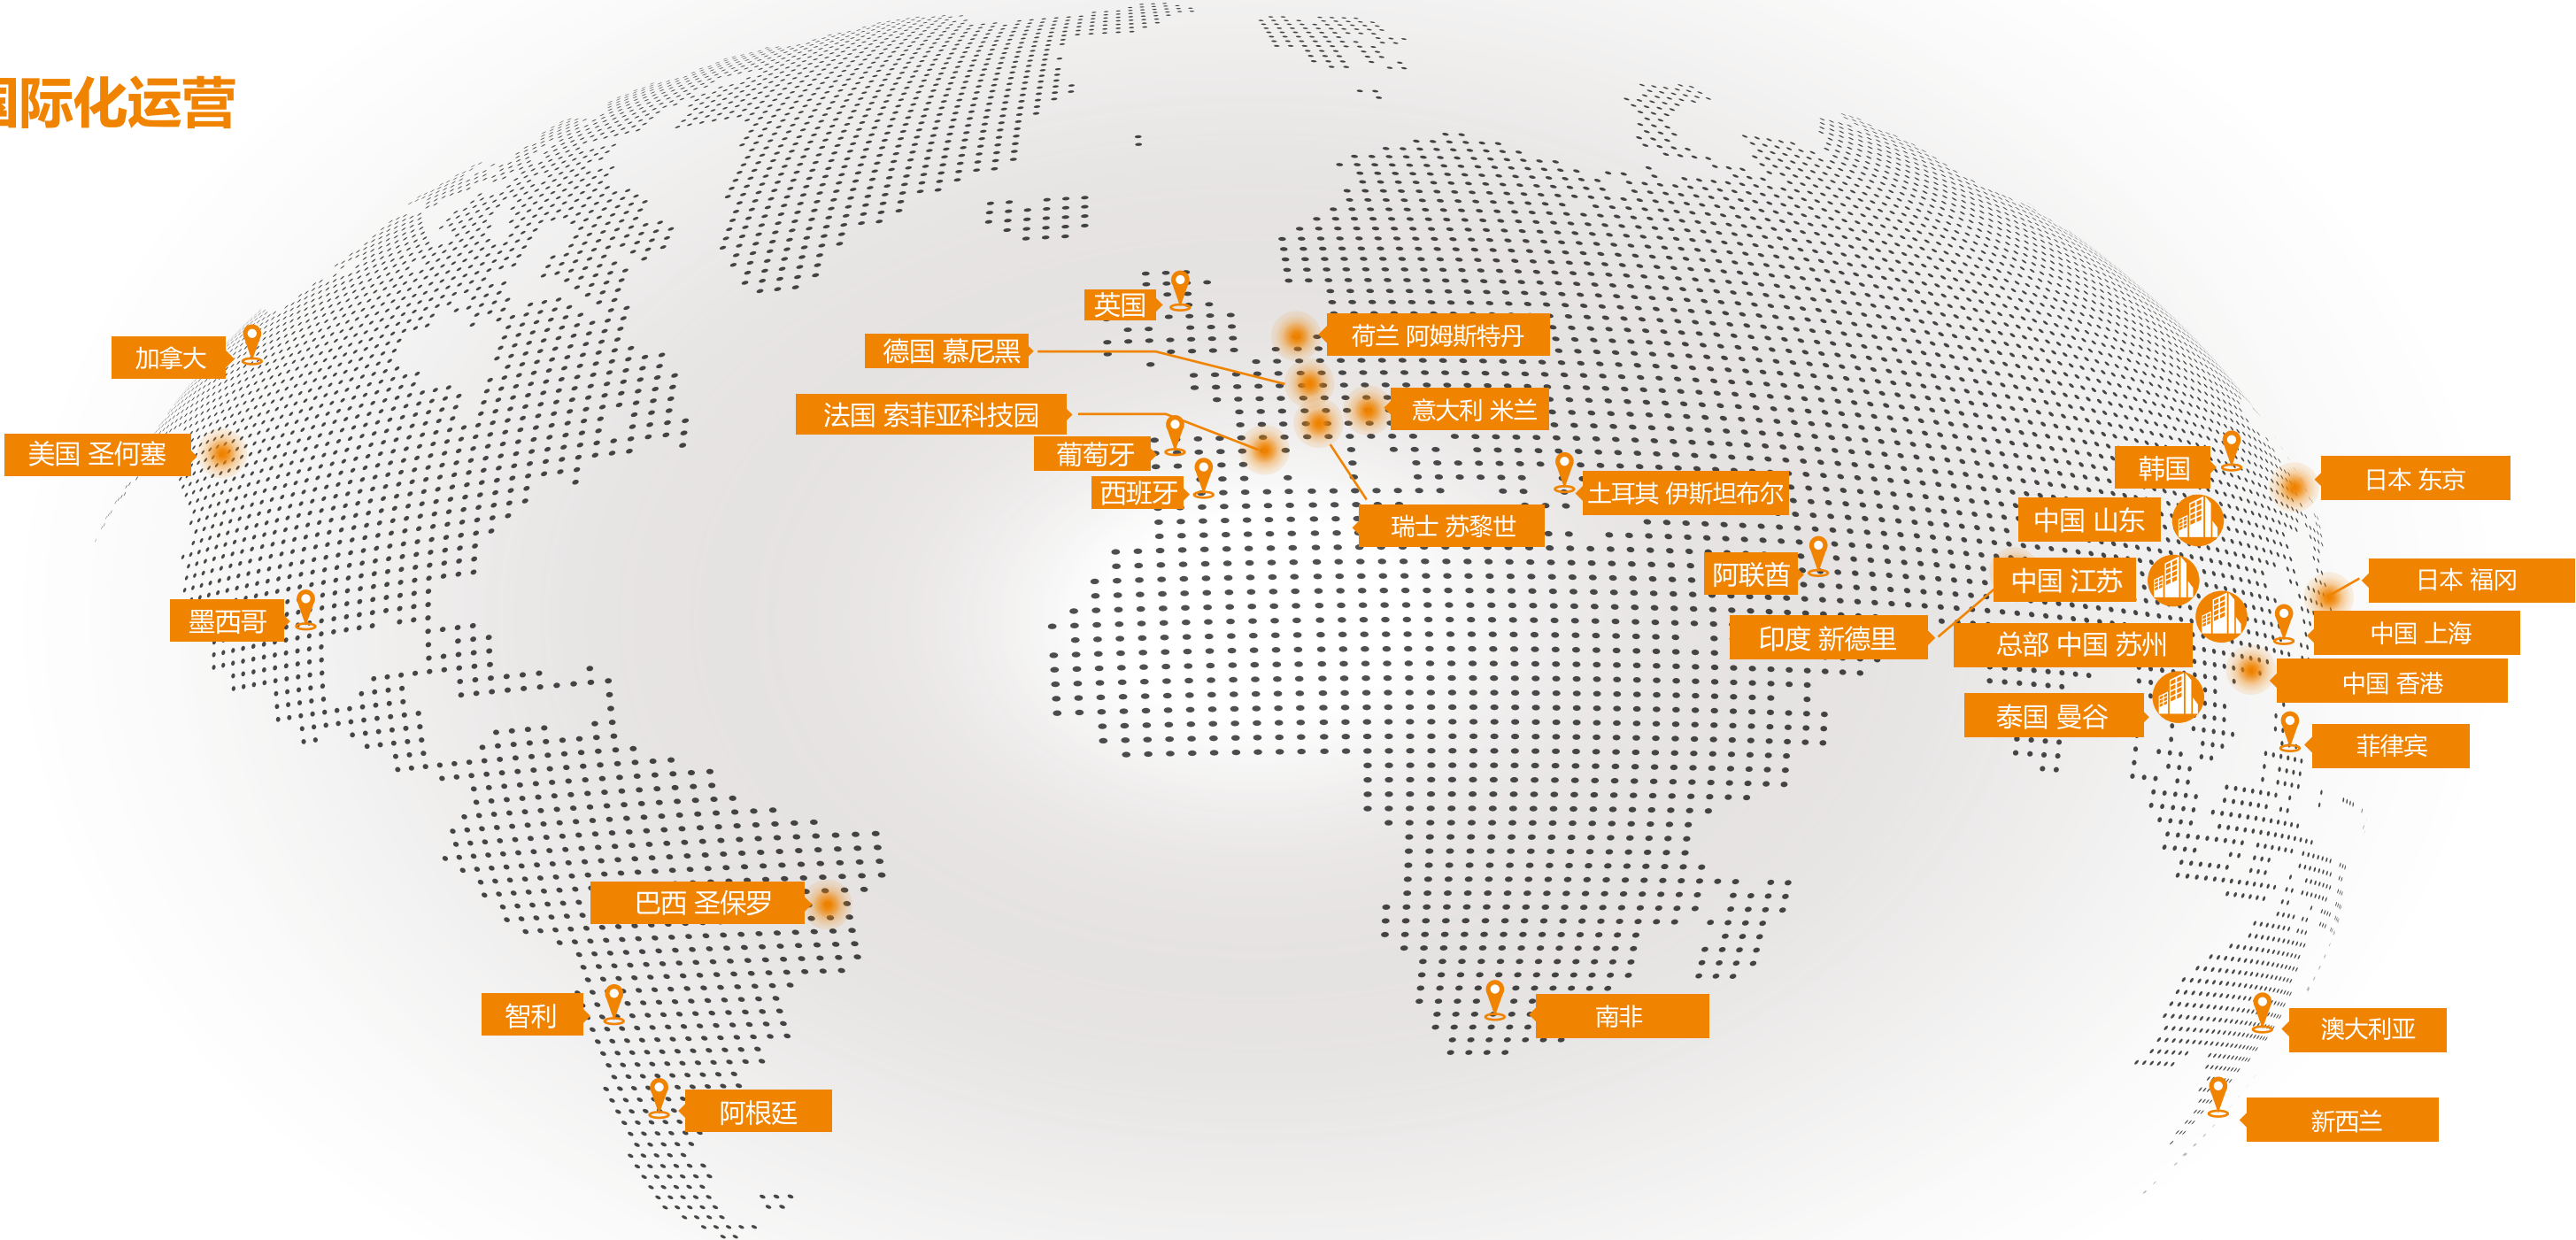 国际化运营
英国
荷兰 阿姆斯特丹
德国 慕尼黑
加拿大
意大利 米兰
法国 索菲亚科技园
美国 圣何塞
葡萄牙
韩国
日本 东京
西班牙
土耳其 伊斯坦布尔
中国 山东
瑞士 苏黎世
阿联酋
中国 江苏
日本 福冈
墨西哥
印度 新德里
总部 中国 苏州
中国 上海
中国 香港
泰国 曼谷
菲律宾
巴西 圣保罗
智利
南非
澳大利亚
阿根廷
新西兰